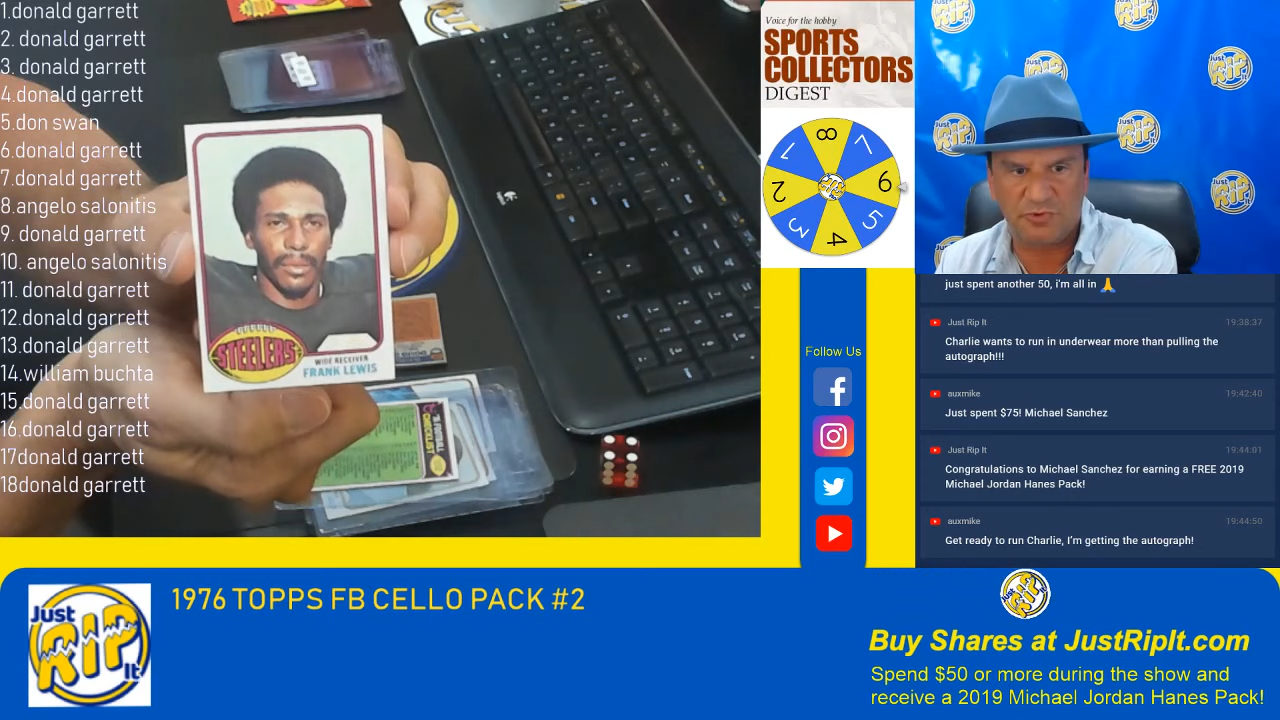 1.donald garrett
2. donald garrett
3. donald garrett
4.donald garrett
5.don swan
6.donald garrett
7.donald garrett
8.angelo salonitis
9. donald garrett
10. angelo salonitis
11. donald garrett
12.donald garrett
13.donald garrett
14.william buchta
15.donald garrett
16.donald garrett
17donald garrett
18donald garrett
STEELERS
WIDE RECEIVER
FRANK LEWIS
FOOTBALL
CHECKLIST
Voice for the hobby
SPORTS
COLLECTORS
DIGEST
8
7
9
5
4
3
2
1
Follow Us
just spent another 50, i'm all in 🙏
Just Rip It 19:38:37
Charlie wants to run in underwear more than pulling the
autograph!!!
auxmike 19:42:40
Just spent $75! Michael Sanchez
Just Rip It 19:44:01
Congratulations to Michael Sanchez for earning a FREE 2019
Michael Jordan Hanes Pack!
auxmike 19:44:50
Get ready to run Charlie, I'm getting the autograph!
Just
RIP
It
1976 TOPPS FB CELLO PACK #2
Buy Shares at JustRipIt.com
Spend $50 or more during the show and
receive a 2019 Michael Jordan Hanes Pack!